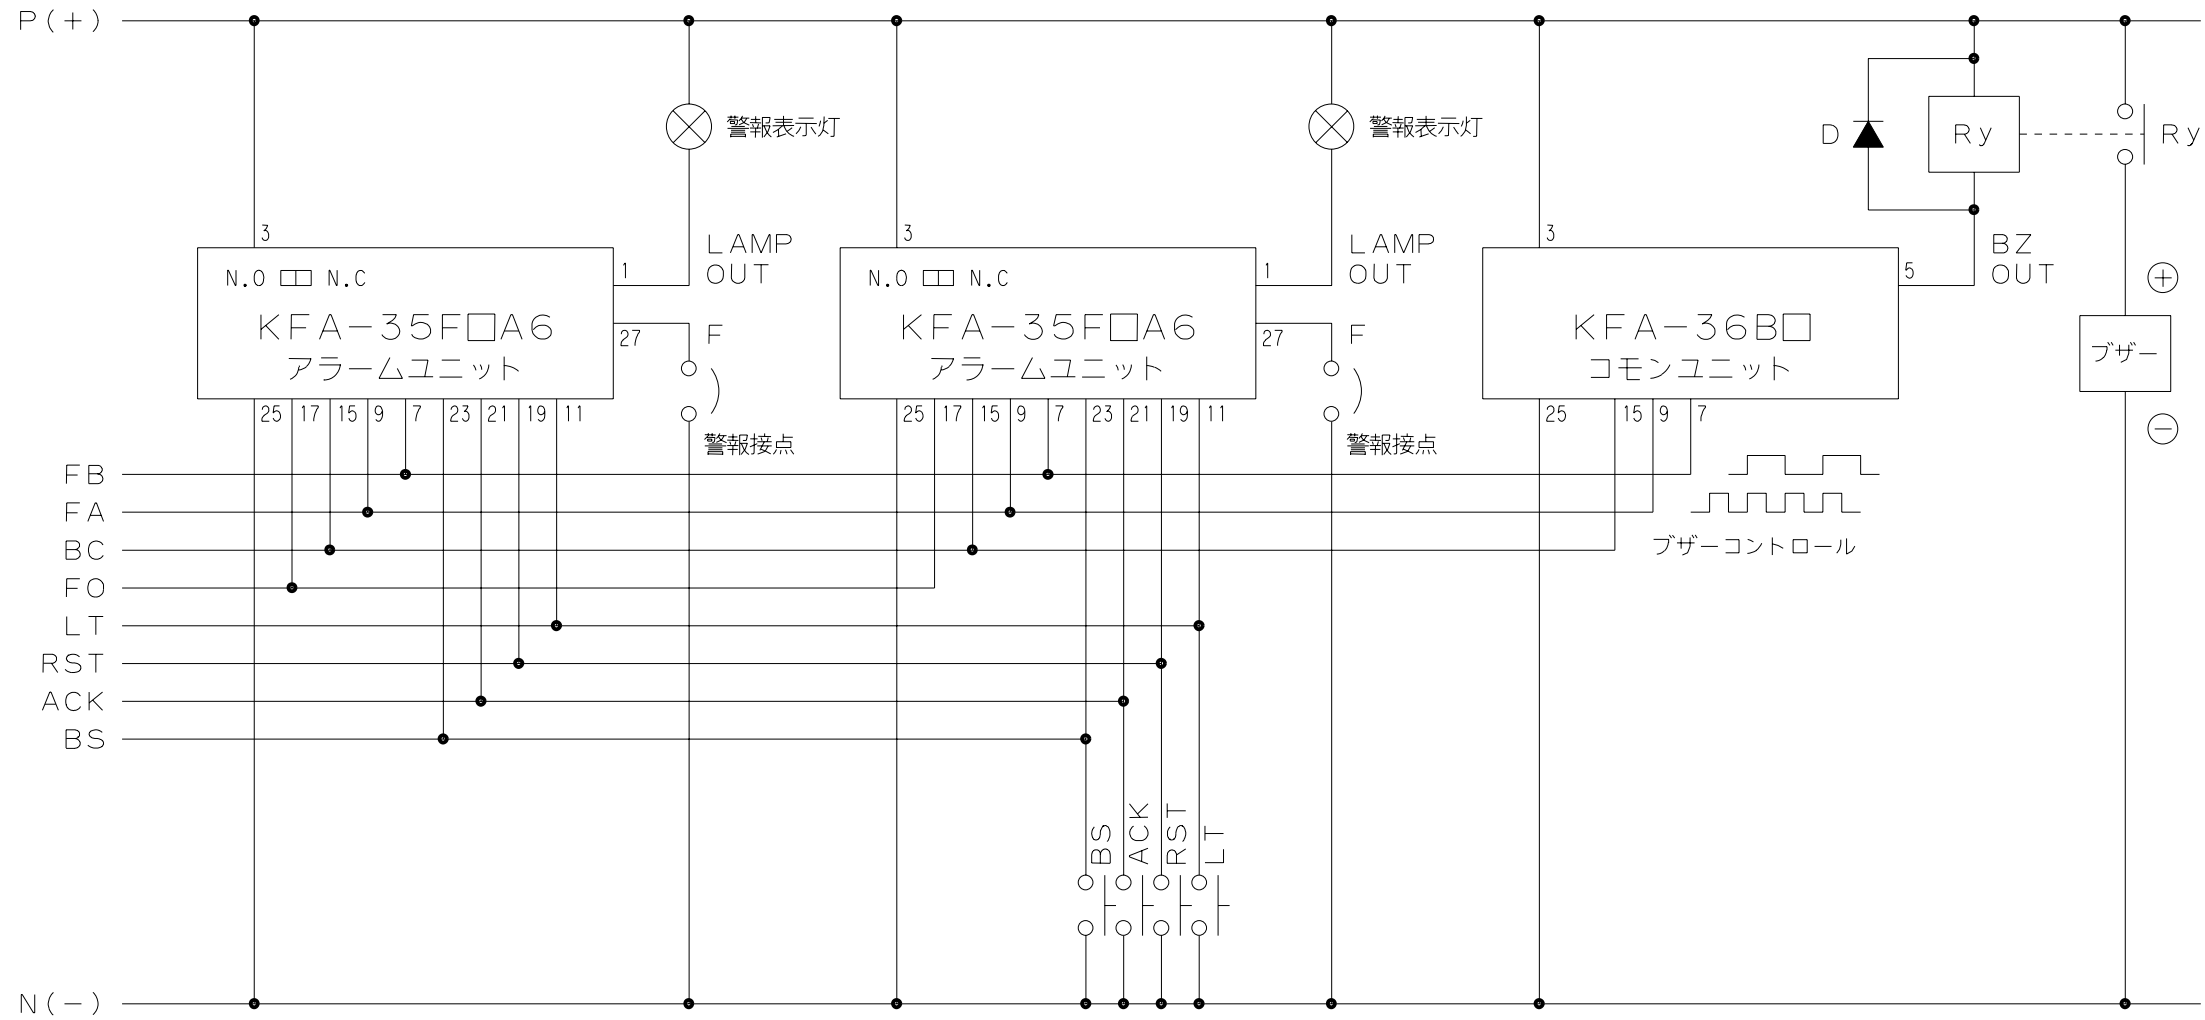 P(+)
警報表示灯
警報表示灯
D
Ry
Ry
3
3
3
LAMP
OUT
LAMP
OUT
BZ
OUT
N.O N.C
1
N.O N.C
1
5
+
KFA-35F□A6
アラームユニット
27
F
KFA-35F□A6
アラームユニット
27
F
KFA-36B□
コモンユニット
ブザー
−
25 17 15 9 7 23 21 19 11
25 17 15 9 7 23 21 19 11
25 15 9 7
警報接点
警報接点
FB
FA
BC
ブザーコントロール
FO
LT
RST
ACK
BS
BS
ACK
RST
LT
N(−)